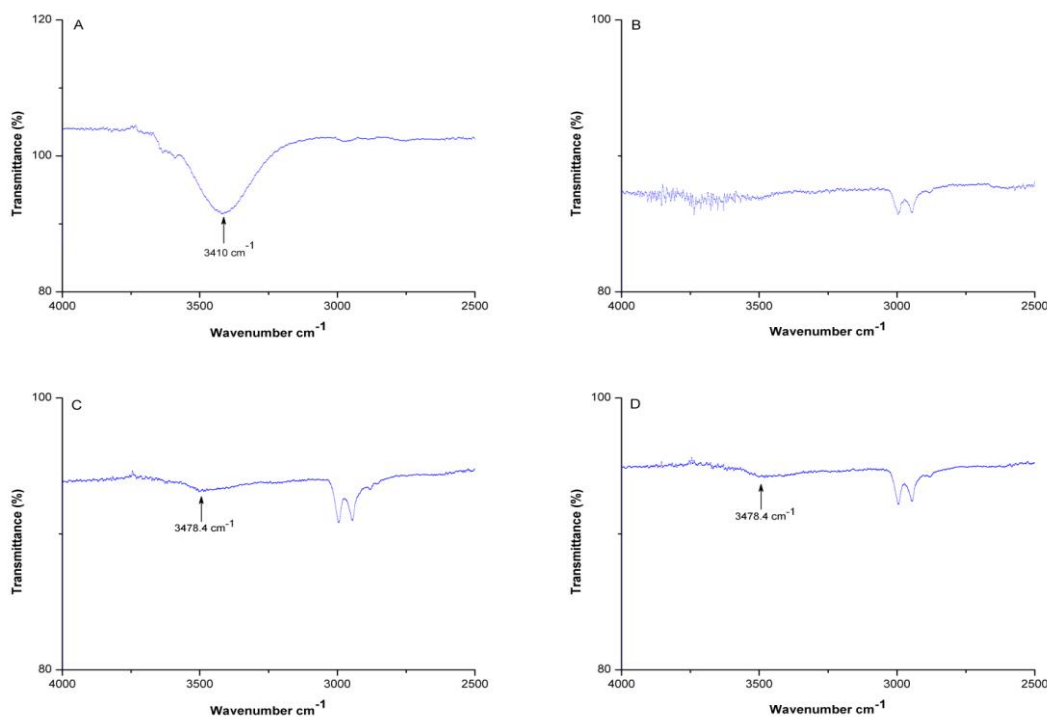 A
120
100
80
Transmittance (%)
3410 cm⁻¹
4000 3500 3000 2500
Wavenumber cm⁻¹
B
100
80
Transmittance (%)
4000 3500 3000 2500
Wavenumber cm⁻¹
C
100
80
Transmittance (%)
3478.4 cm⁻¹
4000 3500 3000 2500
Wavenumber cm⁻¹
D
100
80
Transmittance (%)
3478.4 cm⁻¹
4000 3500 3000 2500
Wavenumber cm⁻¹